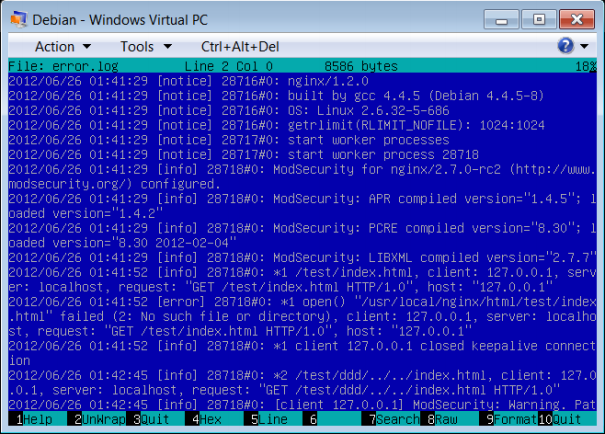 Debian - Windows Virtual PC
Action Tools Ctrl+Alt+Del
File: error.log Line 2 Col 0 8586 bytes 18%
2012/06/26 01:41:29 [notice] 28716#0: nginx/1.2.0
2012/06/26 01:41:29 [notice] 28716#0: built by gcc 4.4.5 (Debian 4.4.5-8)
2012/06/26 01:41:29 [notice] 28716#0: OS: Linux 2.6.32-5-686
2012/06/26 01:41:29 [notice] 28716#0: getrlimit(RLIMIT_NOFILE): 1024:1024
2012/06/26 01:41:29 [notice] 28717#0: start worker processes
2012/06/26 01:41:29 [notice] 28717#0: start worker process 28718
2012/06/26 01:41:29 [info] 28718#0: ModSecurity for nginx/2.7.0-rc2 (http://www.
modsecurity.org/) configured.
2012/06/26 01:41:29 [info] 28718#0: ModSecurity: APR compiled version="1.4.5"; l
oaded version="1.4.2"
2012/06/26 01:41:29 [info] 28718#0: ModSecurity: PCRE compiled version="8.30"; l
oaded version="8.30 2012-02-04"
2012/06/26 01:41:29 [info] 28718#0: ModSecurity: LIBXML compiled version="2.7.7"
2012/06/26 01:41:52 [info] 28718#0: *1 /test/index.html, client: 127.0.0.1, serv
er: localhost, request: "GET /test/index.html HTTP/1.0", host: "127.0.0.1"
2012/06/26 01:41:52 [error] 28718#0: *1 open() "/usr/local/nginx/html/test/index
.html" failed (2: No such file or directory), client: 127.0.0.1, server: localho
st, request: "GET /test/index.html HTTP/1.0", host: "127.0.0.1"
2012/06/26 01:41:52 [info] 28718#0: *1 client 127.0.0.1 closed keepalive connect
ion
2012/06/26 01:42:45 [info] 28718#0: *2 /test/ddd/../../index.html, client: 127.0
.0.1, server: localhost, request: "GET /test/ddd/../../index.html HTTP/1.0"
2012/06/26 01:42:45 [info] 28718#0: [client 127.0.0.1] ModSecurity: Warning. Pat
1Help 2UnWrap 3Quit 4Hex 5Line 6 7Search 8Raw 9Format 10Quit